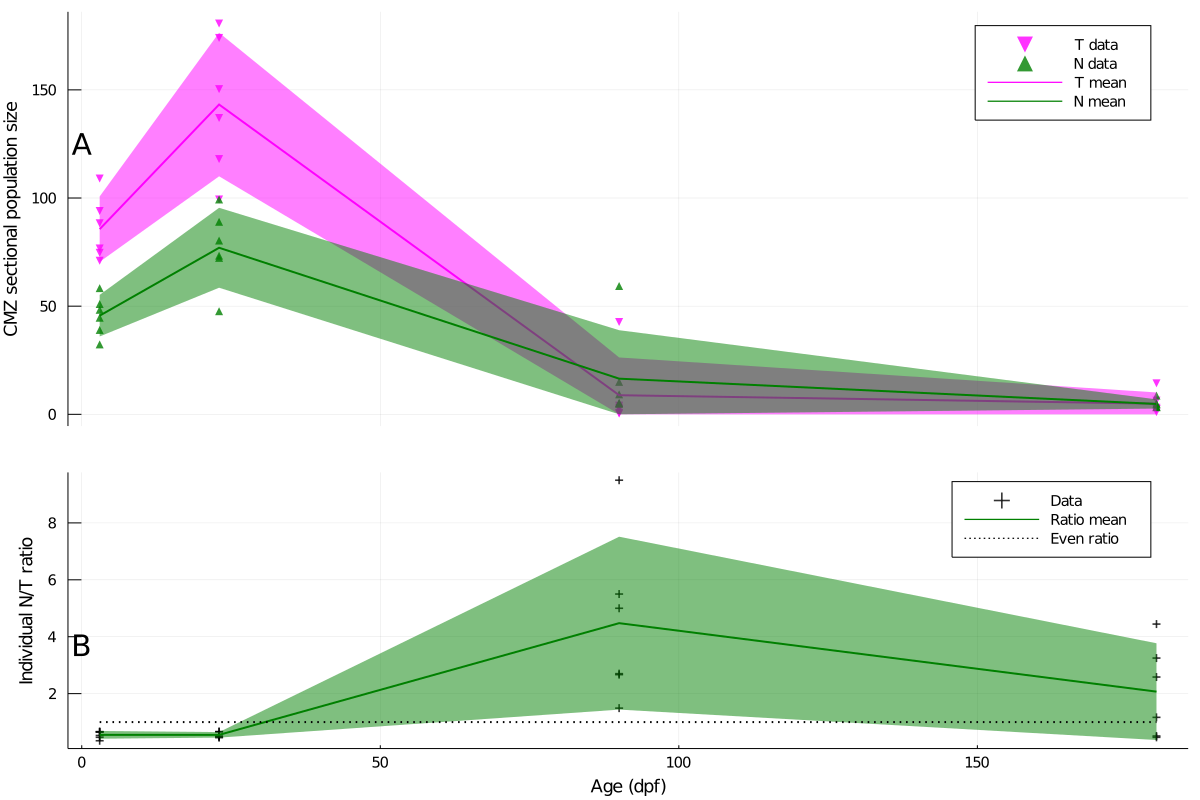 T data
N data
T mean
N mean
CMZ sectional population size
A
150
100
50
0
Data
Ratio mean
Even ratio
Individual N/T ratio
B
8
6
4
2
0
50
100
150
Age (dpf)